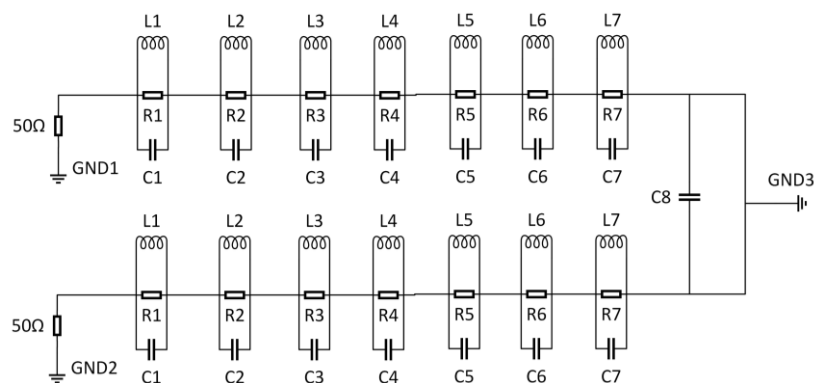 L1 L2 L3 L4 L5 L6 L7
R1 R2 R3 R4 R5 R6 R7
50Ω
GND1
C1 C2 C3 C4 C5 C6 C7
GND3
C8
L1 L2 L3 L4 L5 L6 L7
R1 R2 R3 R4 R5 R6 R7
50Ω
GND2
C1 C2 C3 C4 C5 C6 C7